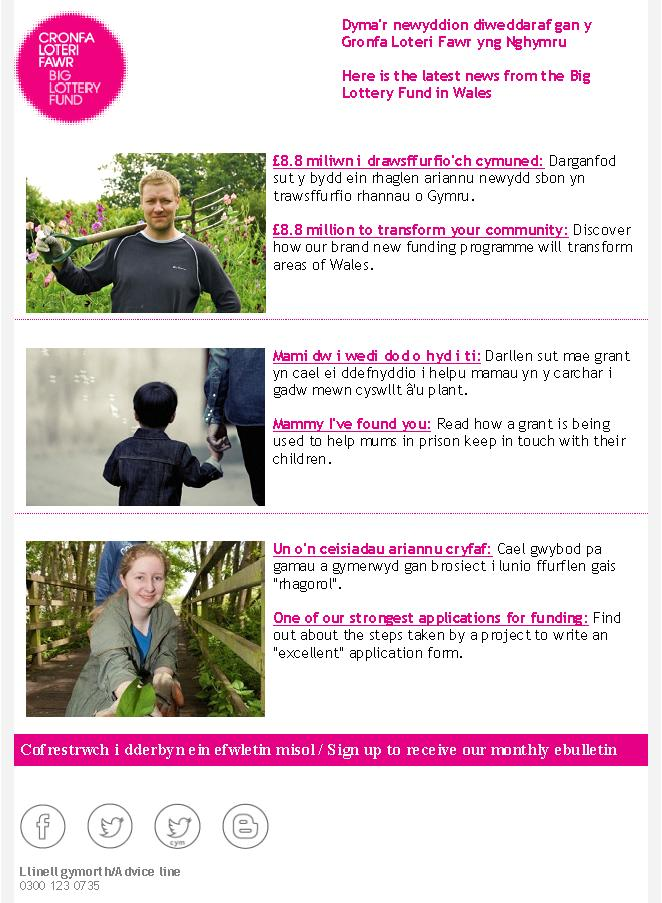 CRONFA
LOTERI
FAWR
BIG
LOTTERY
FUND
Dyma'r newyddion diweddaraf gan y
Gronfa Loteri Fawr yng Nghymru
Here is the latest news from the Big
Lottery Fund in Wales
£8.8 miliwn i drawsffurfio'ch cymuned: Darganfod
sut y bydd ein rhaglen ariannu newydd sbon yn
trawsffurfio rhannau o Gymru.
£8.8 million to transform your community: Discover
how our brand new funding programme will transform
areas of Wales.
Mami dw i wedi dod o hyd i ti: Darllen sut mae grant
yn cael ei ddefnyddio i helpu mamau yn y carchar i
gadw mewn cyswllt â'u plant.
Mammy I've found you: Read how a grant is being
used to help mums in prison keep in touch with their
children.
Un o'n ceisiadau ariannu cryfaf: Cael gwybod pa
gamau a gymerwyd gan brosiect i lunio ffurflen gais
"rhagorol".
One of our strongest applications for funding: Find
out about the steps taken by a project to write an
"excellent" application form.
Cofrestrwch i dderbyn ein efwletin misol / Sign up to receive our monthly ebulletin
cym
Llinell gymorth/Advice line
0300 123 0735